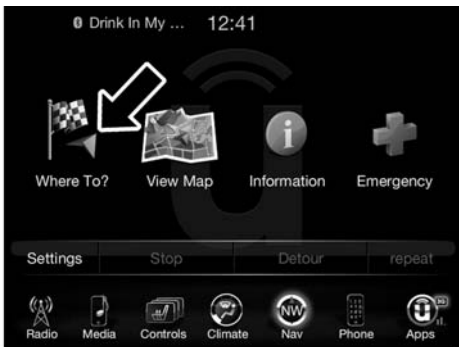 Drink In My ... 12:41
Where To? View Map Information Emergency
Settings Stop Detour repeat
NW
Radio Media Controls Climate Nav Phone Apps